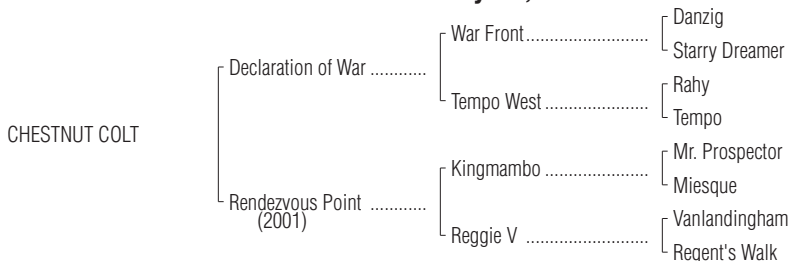 Danzig
War Front
Starry Dreamer
Declaration of War
Rahy
Tempo West
Tempo
CHESTNUT COLT
Mr. Prospector
Kingmambo
Miesque
Rendezvous Point
(2001)
Vanlandingham
Reggie V
Regent's Walk